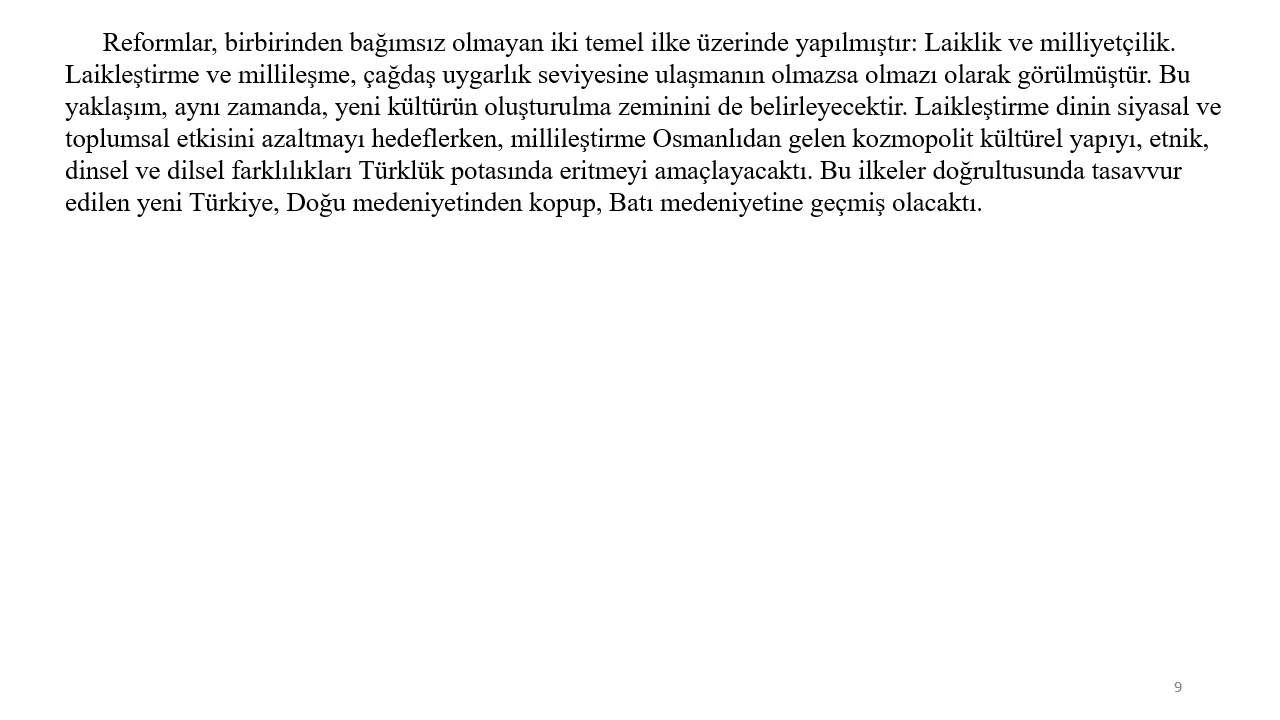 Reformlar, birbirinden bağımsız olmayan iki temel ilke üzerinde yapılmıştır: Laiklik ve milliyetçilik.
Laikleştirme ve millileşme, çağdaş uygarlık seviyesine ulaşmanın olmazsa olmazı olarak görülmüştür. Bu
yaklaşım, aynı zamanda, yeni kültürün oluşturulma zeminini de belirleyecektir. Laikleştirme dinin siyasal ve
toplumsal etkisini azaltmayı hedeflerken, millileştirme Osmanlıdan gelen kozmopolit kültürel yapıyı, etnik,
dinsel ve dilsel farklılıkları Türklük potasında eritmeyi amaçlayacaktı. Bu ilkeler doğrultusunda tasavvur
edilen yeni Türkiye, Doğu medeniyetinden kopup, Batı medeniyetine geçmiş olacaktı.
9